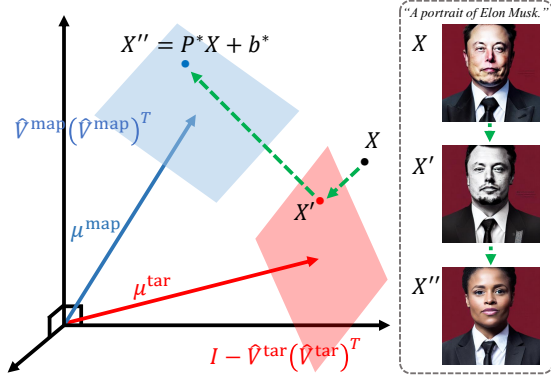 “A portrait of Elon Musk.”
X'' = P*X + b*
X
V̂^map(V̂^map)^T
X
μ^map
X'
X'
μ^tar
X''
I − V̂^tar(V̂^tar)^T